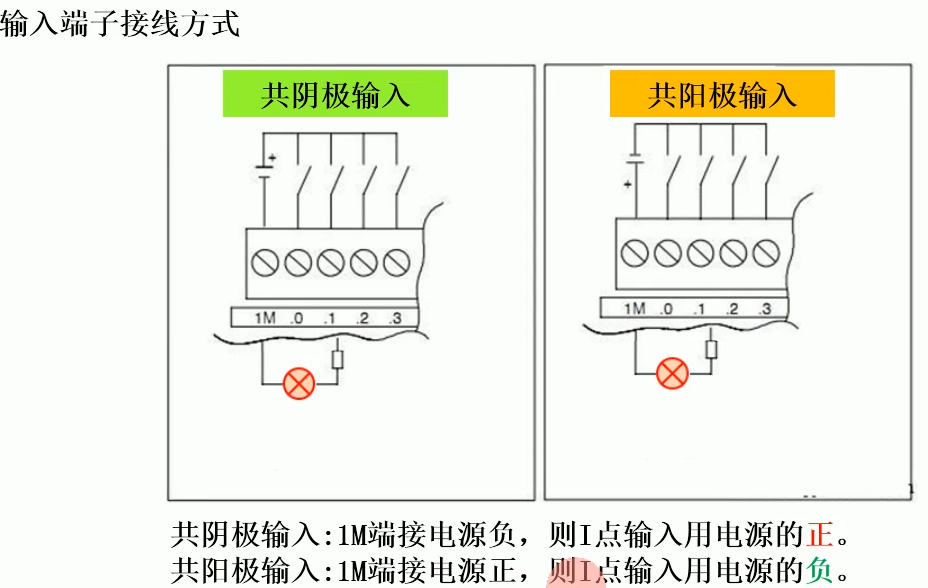 输入端子接线方式
共阴极输入
共阳极输入
+
+
1M .0 .1 .2 .3
1M .0 .1 .2 .3
共阴极输入:1M端接电源负，则I点输入用电源的正。
共阳极输入:1M端接电源正，则I点输入用电源的负。